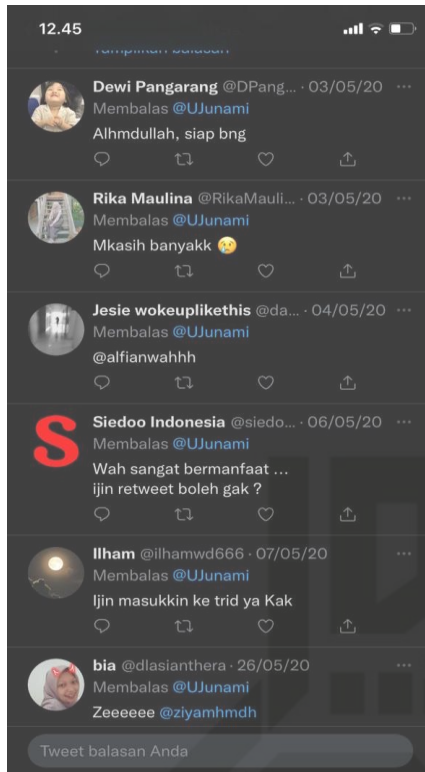 12.45
Tampilkan balasan
Dewi Pangarang @DPang... · 03/05/20
Membalas @UJunami
Alhmdullah, siap bng
Rika Maulina @RikaMauli... · 03/05/20
Membalas @UJunami
Mkasih banyakk 😢
Jesie wokeuplikethis @da... · 04/05/20
Membalas @UJunami
@alfianwahhh
Siedoo Indonesia @siedo... · 06/05/20
Membalas @UJunami
Wah sangat bermanfaat ...
ijin retweet boleh gak ?
Ilham @ilhamwd666 · 07/05/20
Membalas @UJunami
Ijin masukkin ke trid ya Kak
bia @dlasianthera · 26/05/20
Membalas @UJunami
Zeeeeee @ziyamhmdh
Tweet balasan Anda